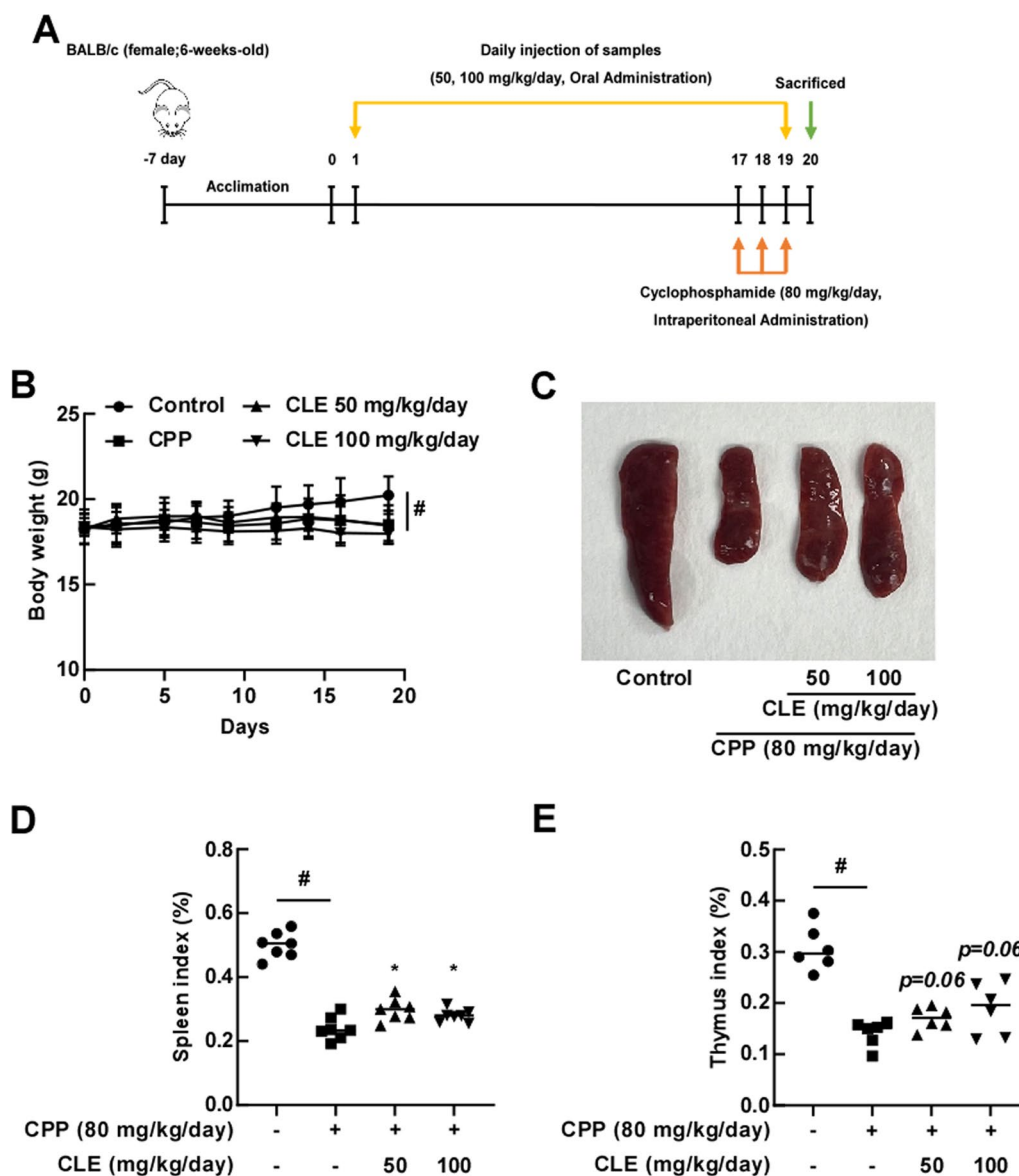 A
BALB/c (female;6-weeks-old)
Daily injection of samples
(50, 100 mg/kg/day, Oral Administration)
Sacrificed
-7 day
0
1
17
18
19
20
Acclimation
Cyclophosphamide (80 mg/kg/day,
Intraperitoneal Administration)
B
Control
CLE 50 mg/kg/day
CPP
CLE 100 mg/kg/day
25
20
15
10
Body weight (g)
#
0
5
10
15
20
Days
C
Control
50
100
CLE (mg/kg/day)
CPP (80 mg/kg/day)
D
0.8
0.6
0.4
0.2
0.0
Spleen index (%)
#
*
*
CPP (80 mg/kg/day) - + + +
CLE (mg/kg/day) - - 50 100
E
0.5
0.4
0.3
0.2
0.1
0.0
Thymus index (%)
#
p=0.06
p=0.06
CPP (80 mg/kg/day) - + + +
CLE (mg/kg/day) - - 50 100